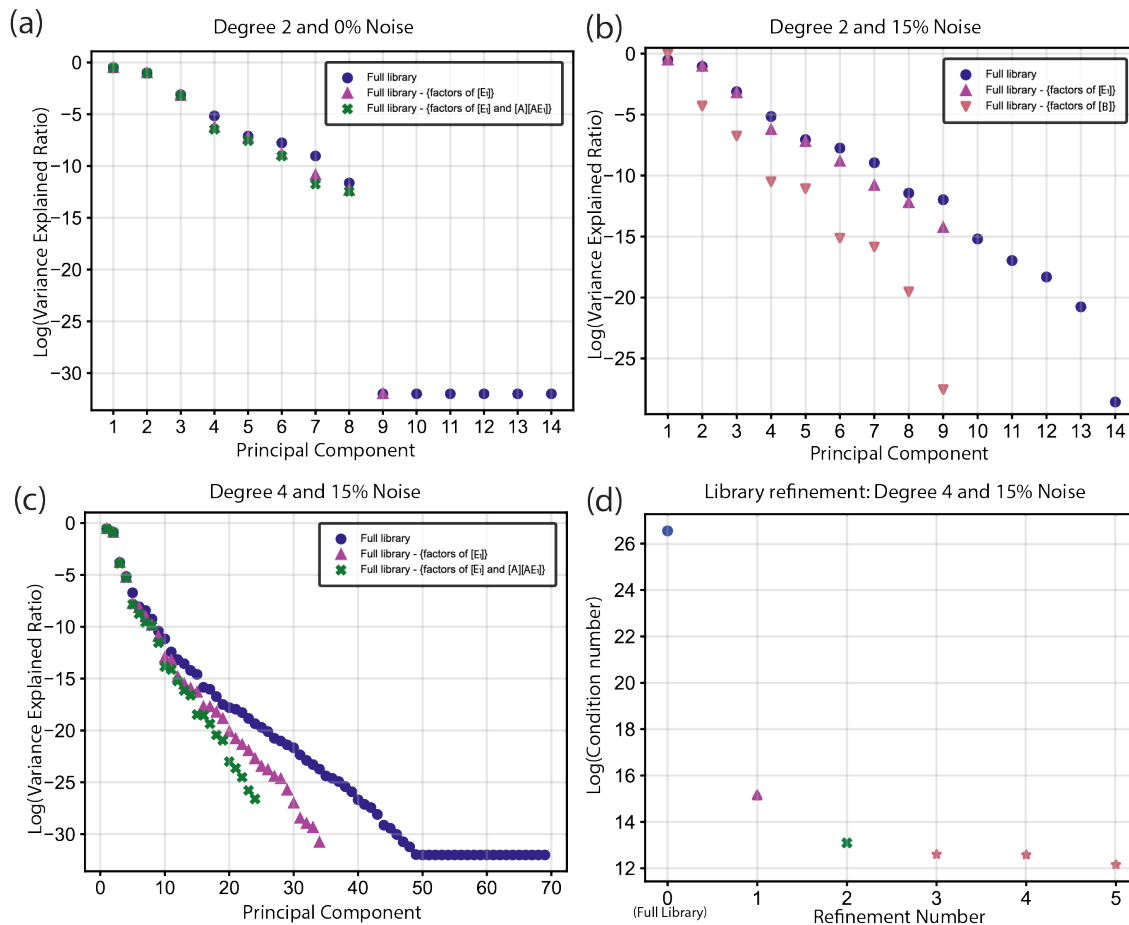 (a)
Degree 2 and 0% Noise
Log(Variance Explained Ratio)
0
−5
−10
−15
−20
−25
−30
Full library
Full library - {factors of [E₁]}
Full library - {factors of [E₁] and [A][AE₁]}
1 2 3 4 5 6 7 8 9 10 11 12 13 14
Principal Component
(b)
Degree 2 and 15% Noise
Log(Variance Explained Ratio)
0
−5
−10
−15
−20
−25
Full library
Full library - {factors of [E₁]}
Full library - {factors of [B]}
1 2 3 4 5 6 7 8 9 10 11 12 13 14
Principal Component
(c)
Degree 4 and 15% Noise
Log(Variance Explained Ratio)
0
−5
−10
−15
−20
−25
−30
Full library
Full library - {factors of [E₁]}
Full library - {factors of [E₁] and [A][AE₁]}
0 10 20 30 40 50 60 70
Principal Component
(d)
Library refinement: Degree 4 and 15% Noise
Log(Condition number)
26
24
22
20
18
16
14
12
0 1 2 3 4 5
(Full Library)
Refinement Number